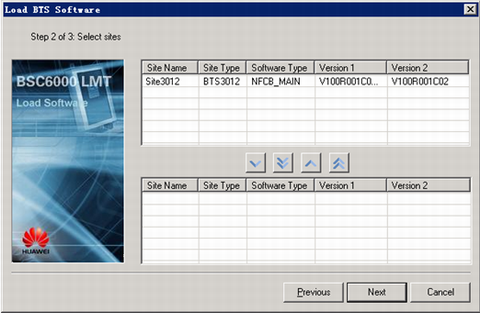 Load BTS Software
Step 2 of 3: Select sites
BSC6000 LMT
Load Software
HUAWEI
Site Name Site Type Software Type Version 1 Version 2
Site3012 BTS3012 NFCB_MAIN V100R001C0... V100R001C02
Site Name Site Type Software Type Version 1 Version 2
Previous Next Cancel